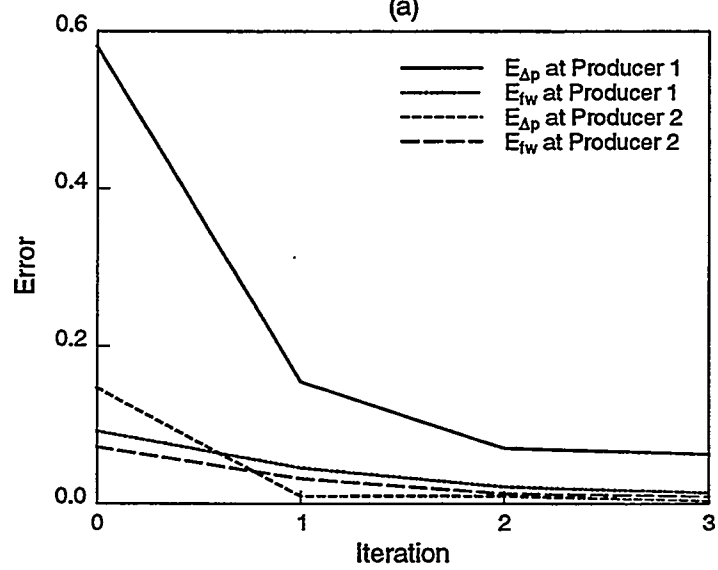 (a)
0.6
0.4
0.2
0.0
Error
E_Δp at Producer 1
E_fw at Producer 1
E_Δp at Producer 2
E_fw at Producer 2
0 1 2 3
Iteration